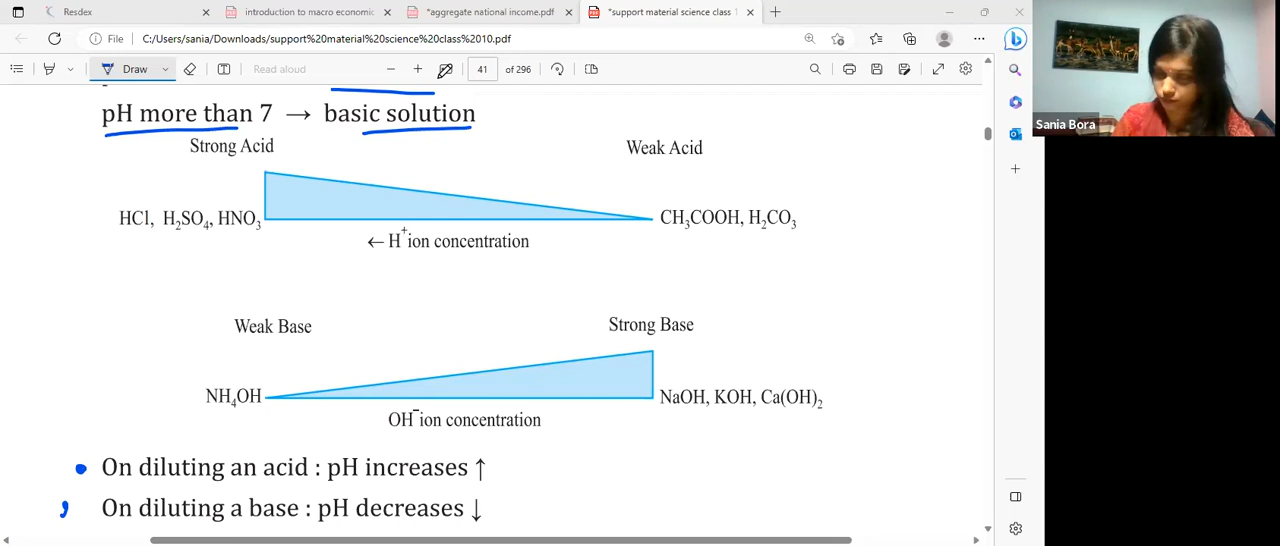 Resdex
introduction to macro economic
*aggregate national income.pdf
*support material science class 1
File C:/Users/sania/Downloads/support%20material%20science%20class%2010.pdf
Draw Read aloud 41 of 296
pH more than 7 → basic solution
Strong Acid Weak Acid
HCl, H₂SO₄, HNO₃ CH₃COOH, H₂CO₃
← H⁺ ion concentration
Weak Base Strong Base
NH₄OH NaOH, KOH, Ca(OH)₂
OH⁻ ion concentration
On diluting an acid : pH increases ↑
On diluting a base : pH decreases ↓
Sania Bora